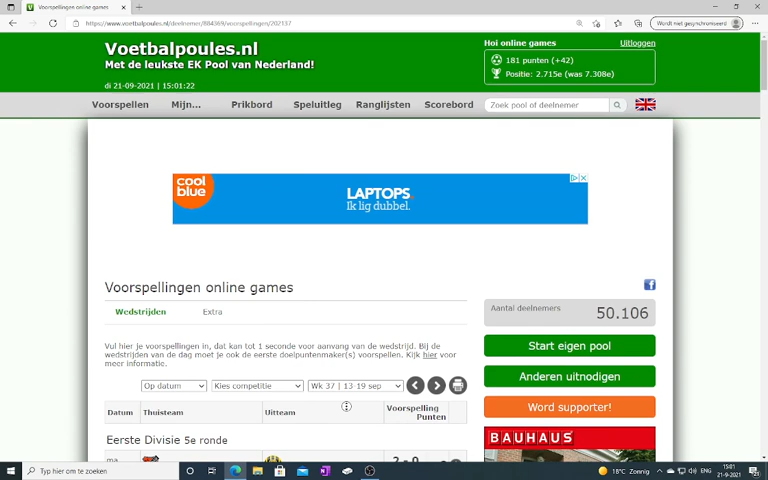 Voorspellingen online games
https://www.voetbalpoules.nl/deelnemer/884369/voorspellingen/202137
Wordt niet gesynchroniseerd
Voetbalpoules.nl
Met de leukste EK Pool van Nederland!
di 21-09-2021 | 15:01:22
Hoi online games
Uitloggen
181 punten (+42)
Positie: 2.715e (was 7.308e)
Voorspellen
Mijn...
Prikbord
Speluitleg
Ranglijsten
Scorebord
Zoek pool of deelnemer
cool
blue
LAPTOPS.
Ik lig dubbel.
Voorspellingen online games
Wedstrijden
Extra
Aantal deelnemers
50.106
Start eigen pool
Anderen uitnodigen
Word supporter!
Vul hier je voorspellingen in, dat kan tot 1 seconde voor aanvang van de wedstrijd. Bij de
wedstrijden van de dag moet je ook de eerste doelpuntenmaker(s) voorspellen. Kijk hier voor
meer informatie.
Op datum
Kies competitie
Wk 37 | 13-19 sep
Datum
Thuisteam
Uitteam
Voorspelling
Punten
BAUHAUS
Eerste Divisie 5e ronde
ma
2 - 0
Typ hier om te zoeken
18°C Zonnig
ENG
15:01
21-9-2021